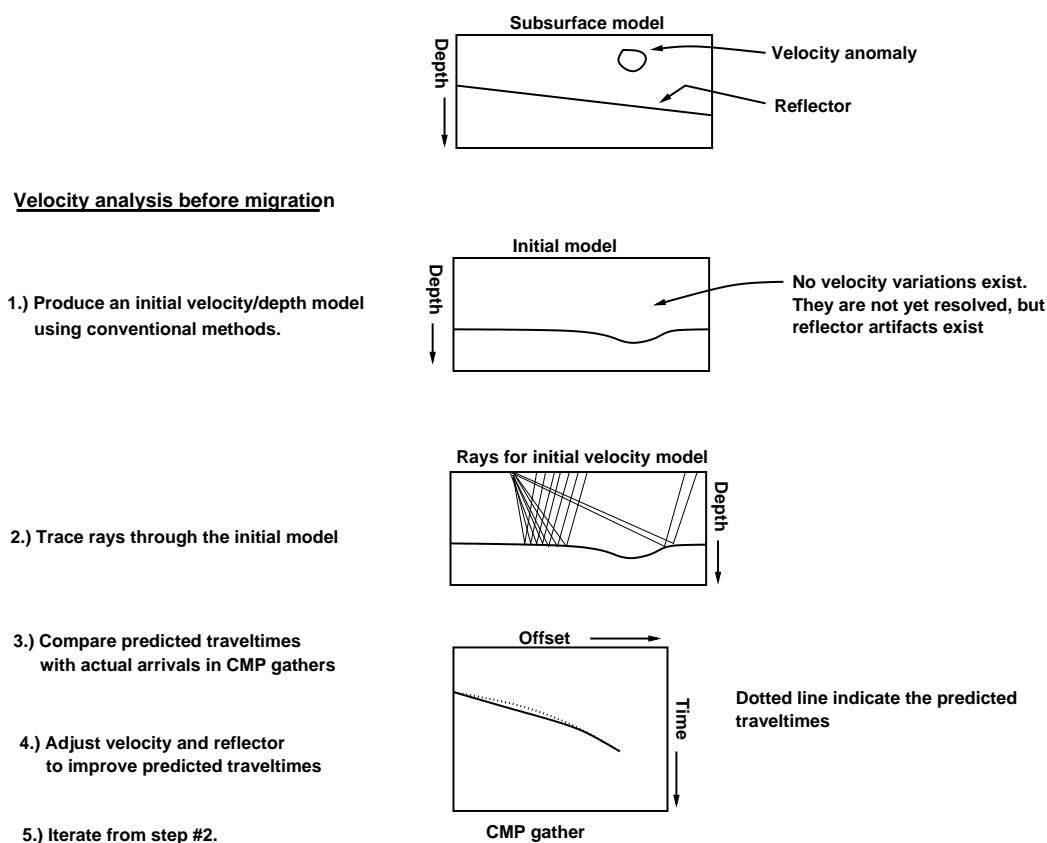 Subsurface model
Depth
Velocity anomaly
Reflector
Velocity analysis before migration
Initial model
Depth
1.) Produce an initial velocity/depth model
using conventional methods.
No velocity variations exist.
They are not yet resolved, but
reflector artifacts exist
Rays for initial velocity model
Depth
2.) Trace rays through the initial model
3.) Compare predicted traveltimes
with actual arrivals in CMP gathers
Offset
Time
Dotted line indicate the predicted
traveltimes
4.) Adjust velocity and reflector
to improve predicted traveltimes
5.) Iterate from step #2.
CMP gather